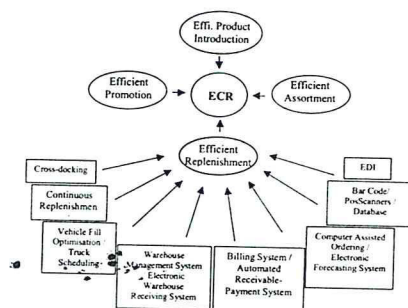 Effi. Product
Introduction
Efficient
Promotion
ECR
Efficient
Assortment
Efficient
Replenishment
Cross-docking
EDI
Continuous
Replenishmen
Bar Code/
PosScanners /
Database
Vehicle Fill
Optimisation /
Truck
Scheduling
Warehouse
Management System
Electronic
Warehouse
Receiving System
Billing System /
Automated
Receivable-
Payment System
Computer Assisted
Ordering /
Electronic
Forecasting System